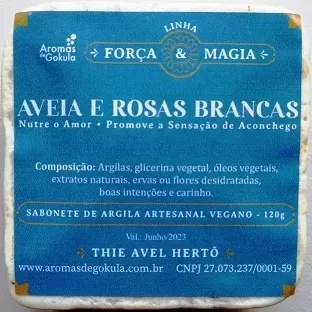 Aromas
de Gokula
LINHA
FORÇA & MAGIA
AVEIA E ROSAS BRANCAS
Nutre o Amor • Promove a Sensação de Aconchego
Composição: Argilas, glicerina vegetal, óleos vegetais,
extratos naturais, ervas ou flores desidratadas,
boas intenções e carinho.
SABONETE DE ARGILA ARTESANAL VEGANO - 120g
Val.: Junho/2023
THIE AVEL HERTÔ
www.aromasdegokula.com.br CNPJ 27.073.237/0001-59